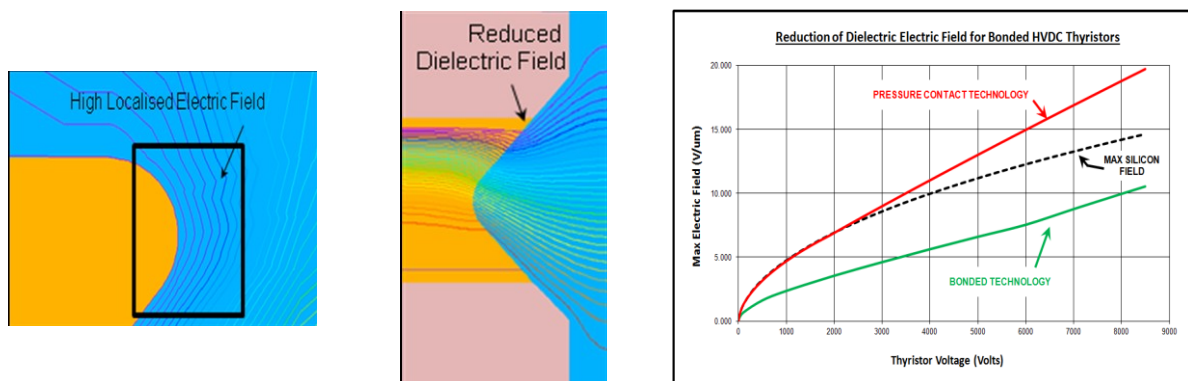 High Localised Electric Field
Reduced
Dielectric Field
Reduction of Dielectric Electric Field for Bonded HVDC Thyristors
20.000
15.000
10.000
5.000
0.000
Max Electric Field (V/um)
PRESSURE CONTACT TECHNOLOGY
MAX SILICON
FIELD
BONDED TECHNOLOGY
0 1000 2000 3000 4000 5000 6000 7000 8000 9000
Thyristor Voltage (Volts)